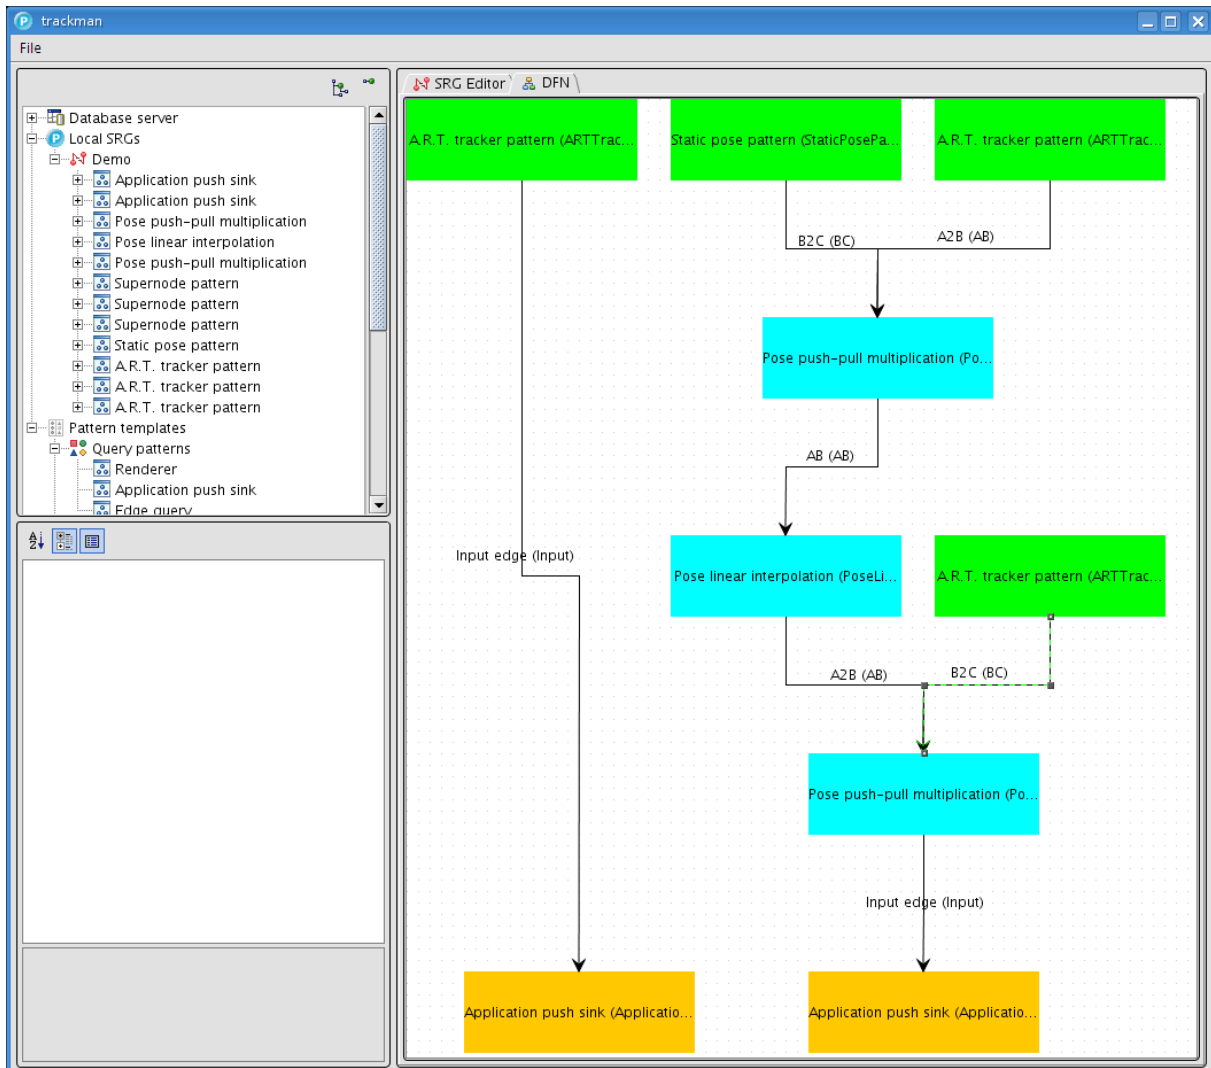 trackman
File
Database server
Local SRGs
Demo
Application push sink
Application push sink
Pose push-pull multiplication
Pose linear interpolation
Pose push-pull multiplication
Supernode pattern
Supernode pattern
Supernode pattern
Static pose pattern
A.R.T. tracker pattern
A.R.T. tracker pattern
A.R.T. tracker pattern
Pattern templates
Query patterns
Renderer
Application push sink
Edge query
SRG Editor
DFN
A.R.T. tracker pattern (ARTTrac...
Static pose pattern (StaticPosePa...
A.R.T. tracker pattern (ARTTrac...
B2C (BC)
A2B (AB)
Pose push-pull multiplication (Po...
AB (AB)
Input edge (Input)
Pose linear interpolation (PoseLi...
A.R.T. tracker pattern (ARTTrac...
A2B (AB)
B2C (BC)
Pose push-pull multiplication (Po...
Input edge (Input)
Application push sink (Applicatio...
Application push sink (Applicatio...